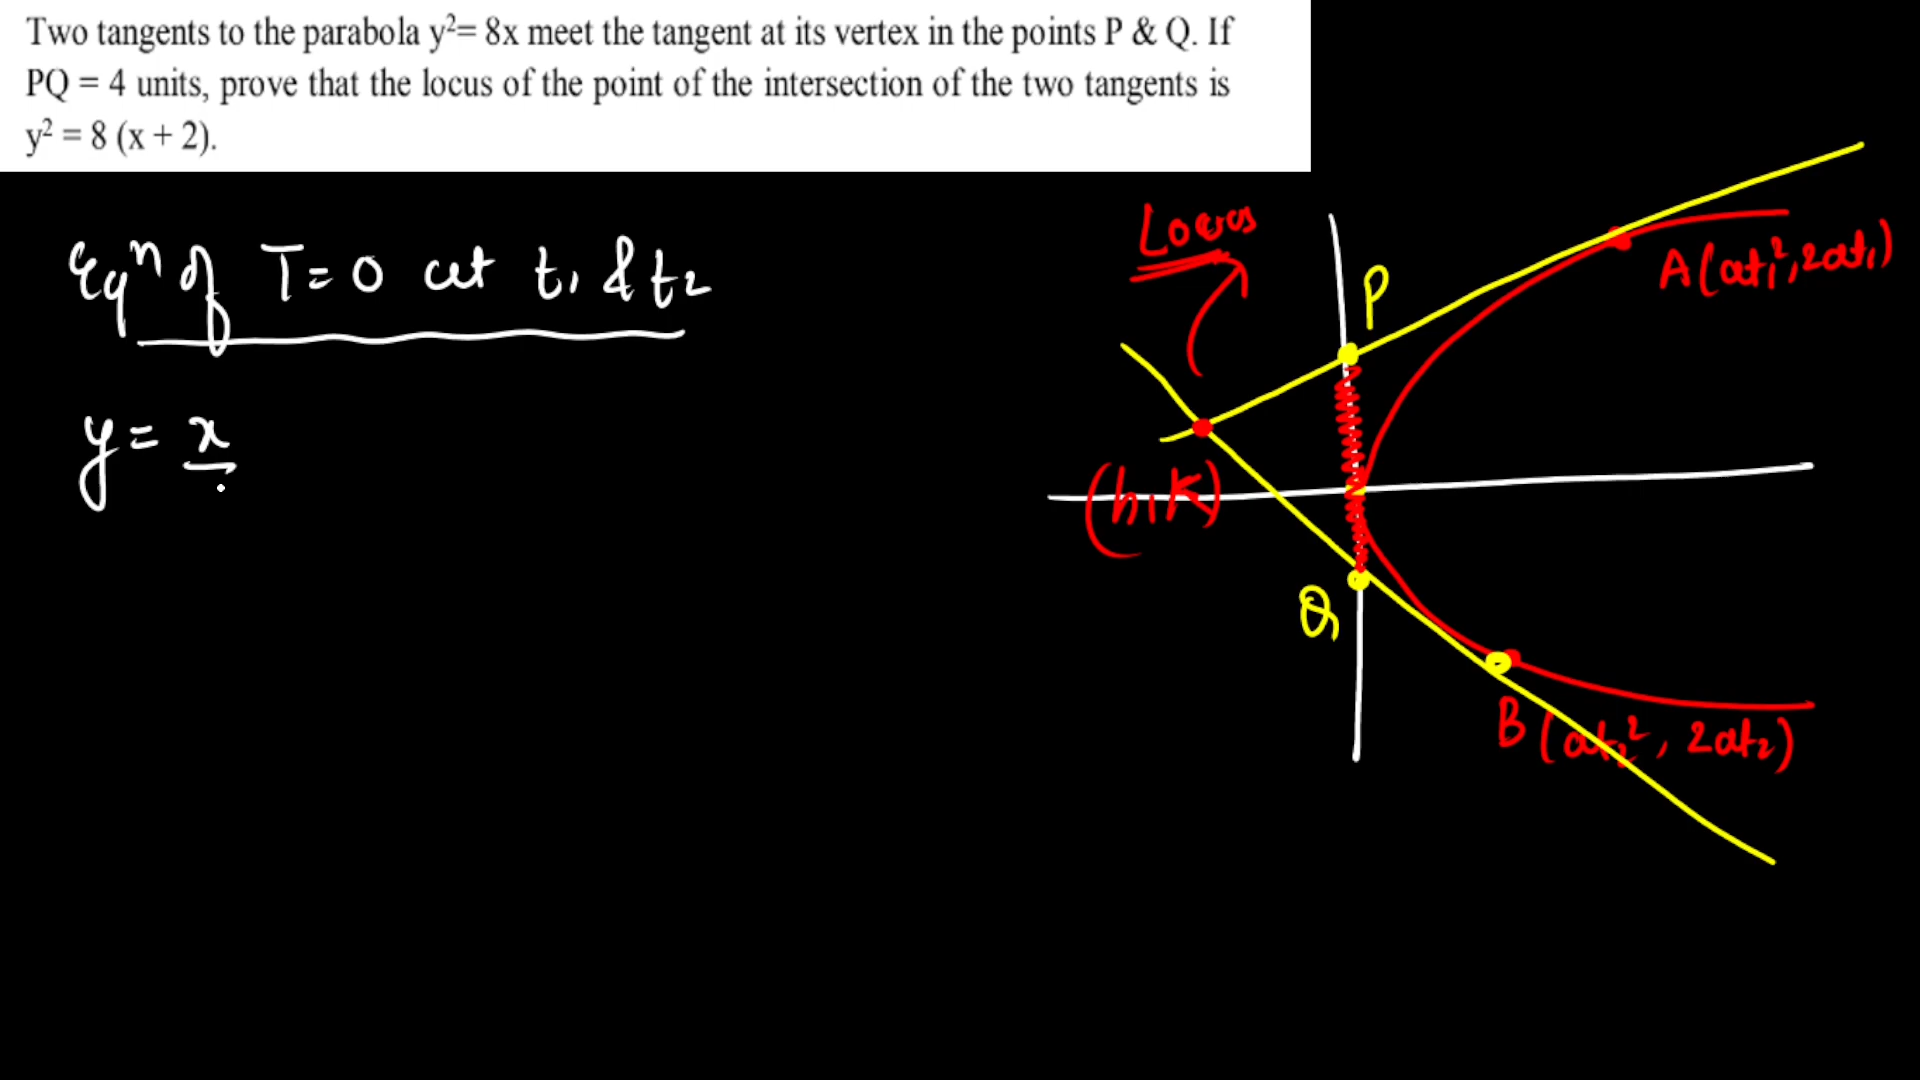 Two tangents to the parabola y²= 8x meet the tangent at its vertex in the points P & Q. If
PQ = 4 units, prove that the locus of the point of the intersection of the two tangents is
y² = 8 (x + 2).
Eqⁿ of T=0 at t₁ & t₂
y = x
Locus
P
A(at₁², 2at₁)
(h,K)
Q
B(at₂², 2at₂)